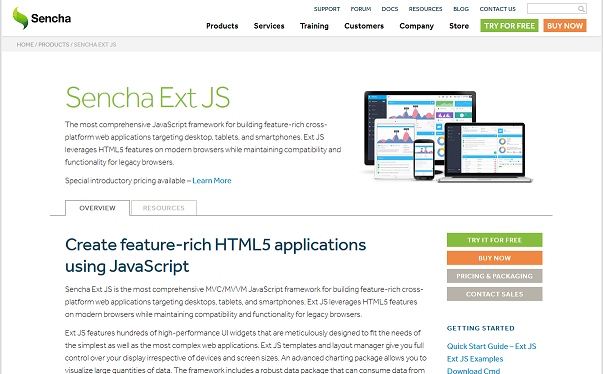 SUPPORT FORUM DOCS RESOURCES BLOG CONTACT US
Sencha
Products Services Training Customers Company Store TRY FOR FREE BUY NOW
HOME / PRODUCTS / SENCHA EXT JS
Sencha Ext JS
The most comprehensive JavaScript framework for building feature-rich cross-
platform web applications targeting desktop, tablets, and smartphones. Ext JS
leverages HTML5 features on modern browsers while maintaining compatibility and
functionality for legacy browsers.
Special introductory pricing available – Learn More
OVERVIEW RESOURCES
Create feature-rich HTML5 applications
using JavaScript
Sencha Ext JS is the most comprehensive MVC/MVVM JavaScript framework for building feature-rich cross-
platform web applications targeting desktops, tablets, and smartphones. Ext JS leverages HTML5 features
on modern browsers while maintaining compatibility and functionality for legacy browsers.
Ext JS features hundreds of high-performance UI widgets that are meticulously designed to fit the needs of
the simplest as well as the most complex web applications. Ext JS templates and layout manager give you full
control over your display irrespective of devices and screen sizes. An advanced charting package allows you to
visualize large quantities of data. The framework includes a robust data package that can consume data from
TRY IT FOR FREE
BUY NOW
PRICING & PACKAGING
CONTACT SALES
GETTING STARTED
Quick Start Guide – Ext JS
Ext JS Examples
Download Cmd